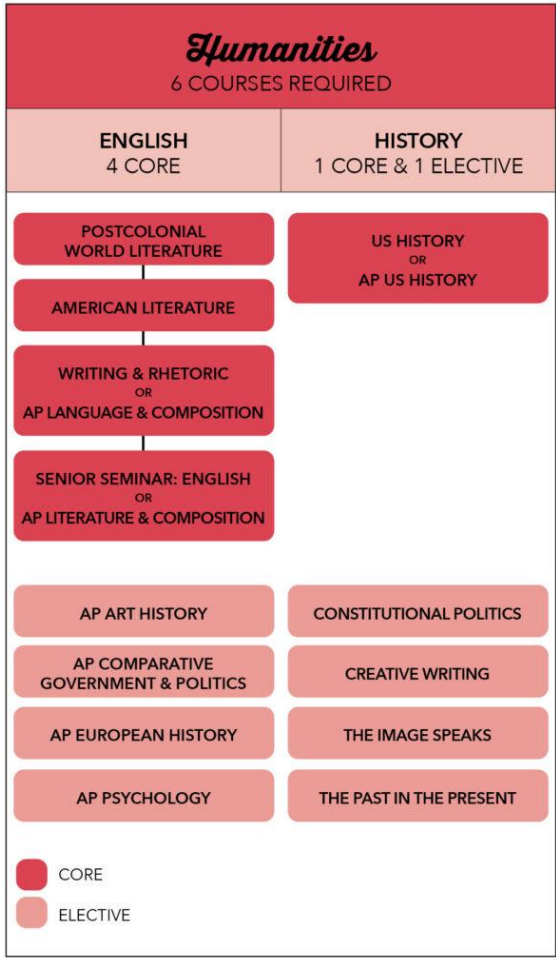 Humanities
6 COURSES REQUIRED
ENGLISH
4 CORE
HISTORY
1 CORE & 1 ELECTIVE
POSTCOLONIAL
WORLD LITERATURE
AMERICAN LITERATURE
WRITING & RHETORIC
OR
AP LANGUAGE & COMPOSITION
SENIOR SEMINAR: ENGLISH
OR
AP LITERATURE & COMPOSITION
US HISTORY
OR
AP US HISTORY
AP ART HISTORY
CONSTITUTIONAL POLITICS
AP COMPARATIVE
GOVERNMENT & POLITICS
CREATIVE WRITING
AP EUROPEAN HISTORY
THE IMAGE SPEAKS
AP PSYCHOLOGY
THE PAST IN THE PRESENT
CORE
ELECTIVE